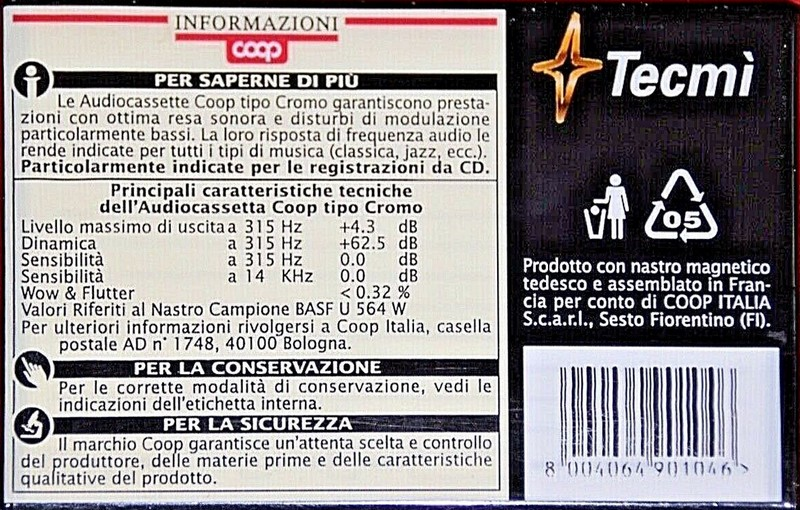 INFORMAZIONI
coop
PER SAPERNE DI PIÙ
Le Audiocassette Coop tipo Cromo garantiscono presta-
zioni con ottima resa sonora e disturbi di modulazione
particolarmente bassi. La loro risposta di frequenza audio le
rende indicate per tutti i tipi di musica (classica, jazz, ecc.).
Particolarmente indicate per le registrazioni da CD.
Principali caratteristiche tecniche
dell'Audiocassetta Coop tipo Cromo
Livello massimo di uscita a 315 Hz +4.3 dB
Dinamica a 315 Hz +62.5 dB
Sensibilità a 315 Hz 0.0 dB
Sensibilità a 14 KHz 0.0 dB
Wow & Flutter < 0.32 %
Valori Riferiti al Nastro Campione BASF U 564 W
Per ulteriori informazioni rivolgersi a Coop Italia, casella
postale AD n° 1748, 40100 Bologna.
PER LA CONSERVAZIONE
Per le corrette modalità di conservazione, vedi le
indicazioni dell'etichetta interna.
PER LA SICUREZZA
Il marchio Coop garantisce un'attenta scelta e controllo
del produttore, delle materie prime e delle caratteristiche
qualitative del prodotto.
Tecmì
05
Prodotto con nastro magnetico
tedesco e assemblato in Fran-
cia per conto di COOP ITALIA
S.c.a.r.l., Sesto Fiorentino (FI).
8 004064 901046 >